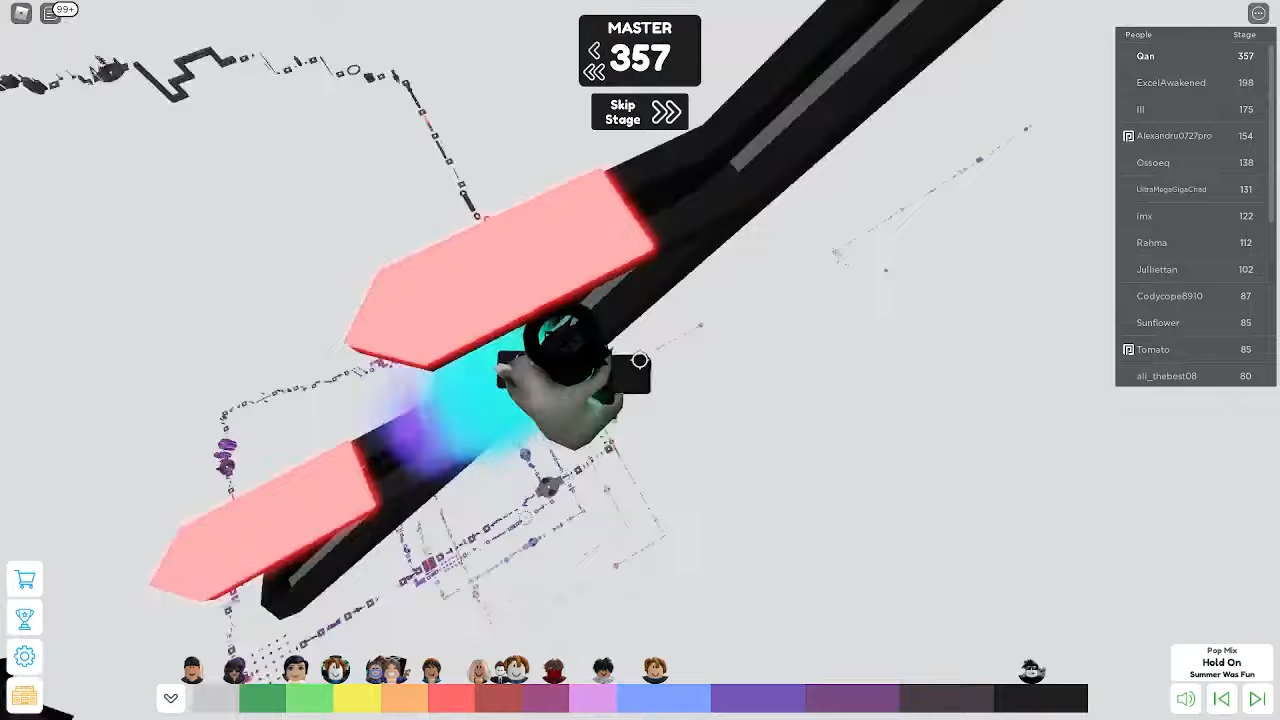 99+
MASTER
357
Skip
Stage
People Stage
Qan 357
ExcelAwakened 198
III 175
Alexandru0727pro 154
Ossoeq 138
UltraMegaGigaChad 131
imx 122
Rahma 112
Julliettan 102
Codycope8910 87
Sunflower 85
Tomato 85
ali_thebest08 80
Pop Mix
Hold On
Summer Was Fun